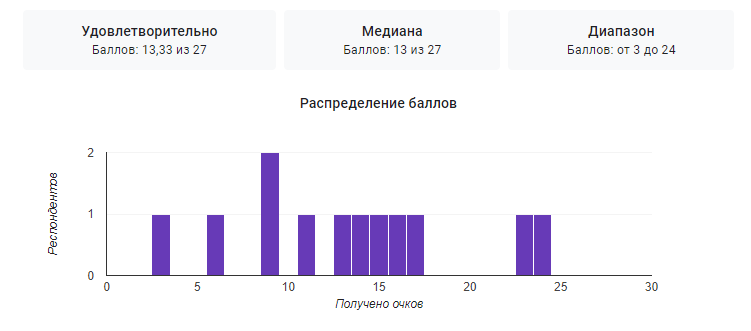 Удовлетворительно
Баллов: 13,33 из 27
Медиана
Баллов: 13 из 27
Диапазон
Баллов: от 3 до 24
Распределение баллов
Респондентов
2
1
0
0 5 10 15 20 25 30
Получено очков